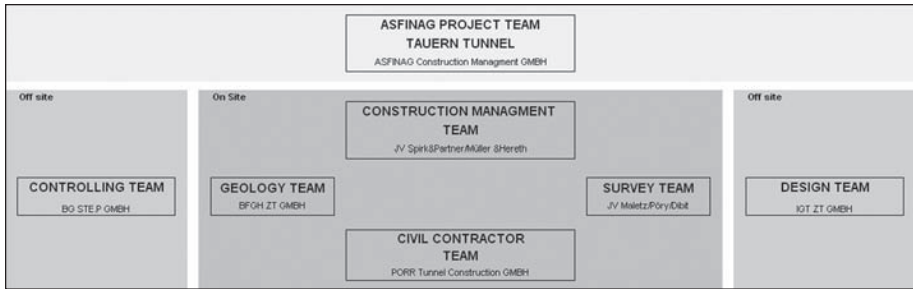 ASFINAG PROJECT TEAM
TAUERN TUNNEL
ASFINAG Construction Managment GMBH
Off site
On Site
Off site
CONSTRUCTION MANAGMENT
TEAM
JV Spirk&Partner/Müller &Hereth
CONTROLLING TEAM
BG STE.P GMBH
GEOLOGY TEAM
BFGH ZT GMBH
SURVEY TEAM
JV Maletz/Póry/Dibit
DESIGN TEAM
IGT ZT GMBH
CIVIL CONTRACTOR
TEAM
PORR Tunnel Construction GMBH